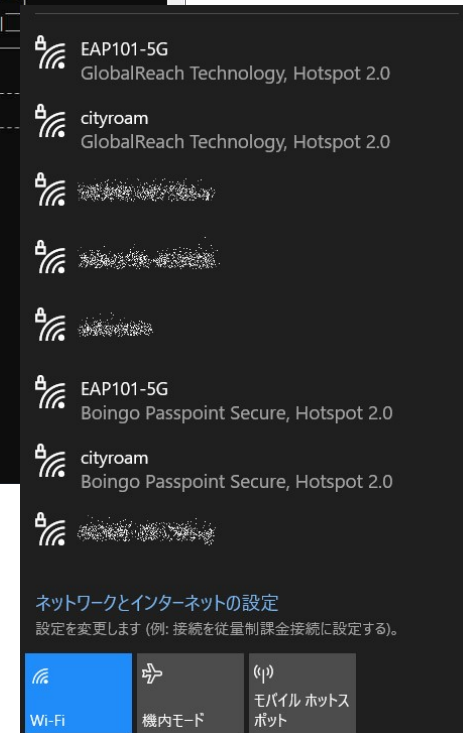 EAP101-5G
GlobalReach Technology, Hotspot 2.0
cityroam
GlobalReach Technology, Hotspot 2.0
EAP101-5G
Boingo Passpoint Secure, Hotspot 2.0
cityroam
Boingo Passpoint Secure, Hotspot 2.0
ネットワークとインターネットの設定
設定を変更します (例: 接続を従量制課金接続に設定する)。
Wi-Fi
機内モード
モバイル ホットス
ポット